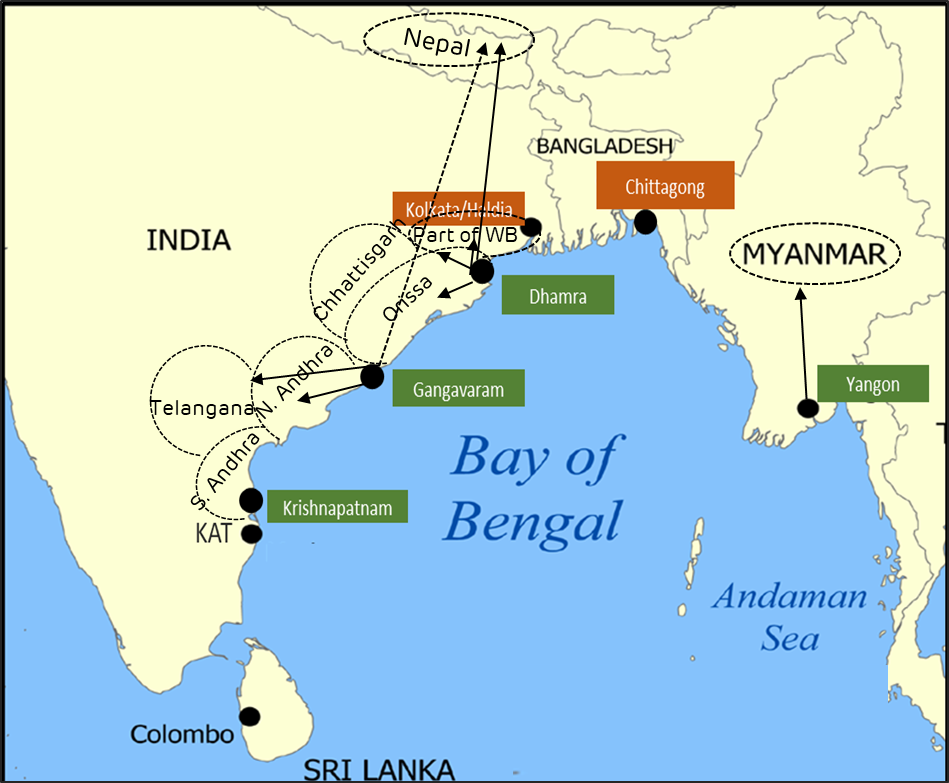 Nepal
BANGLADESH
Chittagong
Kolkata/Haldia
Part of WB
INDIA
MYANMAR
Chhattisgarh
Orissa
Dhamra
N. Andhra
Gangavaram
Yangon
Telangana
S. Andhra
Bay of
Bengal
Krishnapatnam
KAT
Andaman
Sea
Colombo
SRI LANKA